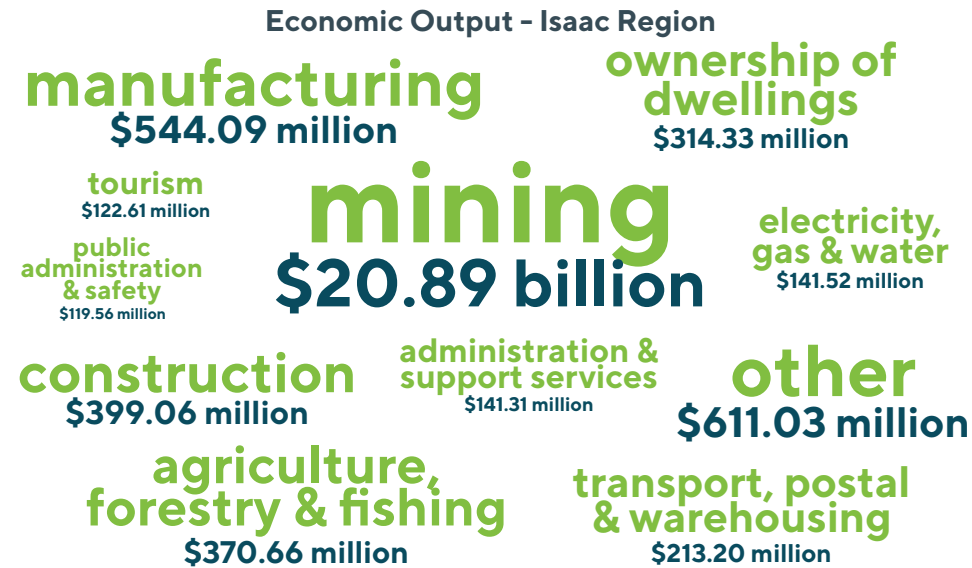 Economic Output – Isaac Region
manufacturing
$544.09 million
ownership of
dwellings
$314.33 million
tourism
$122.61 million
mining
$20.89 billion
electricity,
gas & water
$141.52 million
public
administration
& safety
$119.56 million
construction
$399.06 million
administration &
support services
$141.31 million
other
$611.03 million
agriculture,
forestry & fishing
$370.66 million
transport, postal
& warehousing
$213.20 million